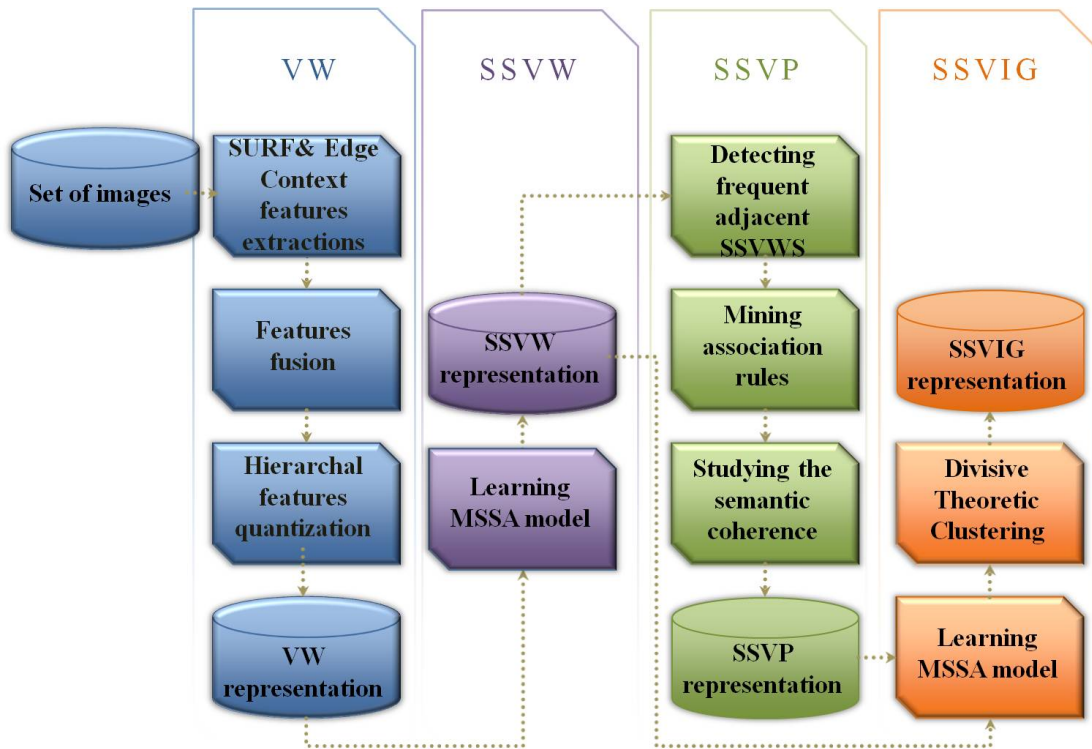 VW
SSVW
SSVP
SSVIG
Set of images
SURF& Edge
Context
features
extractions
Features
fusion
Hierarchal
features
quantization
VW
representation
SSVW
representation
Learning
MSSA model
Detecting
frequent
adjacent
SSVWS
Mining
association
rules
Studying the
semantic
coherence
SSVP
representation
SSVIG
representation
Divisive
Theoretic
Clustering
Learning
MSSA model